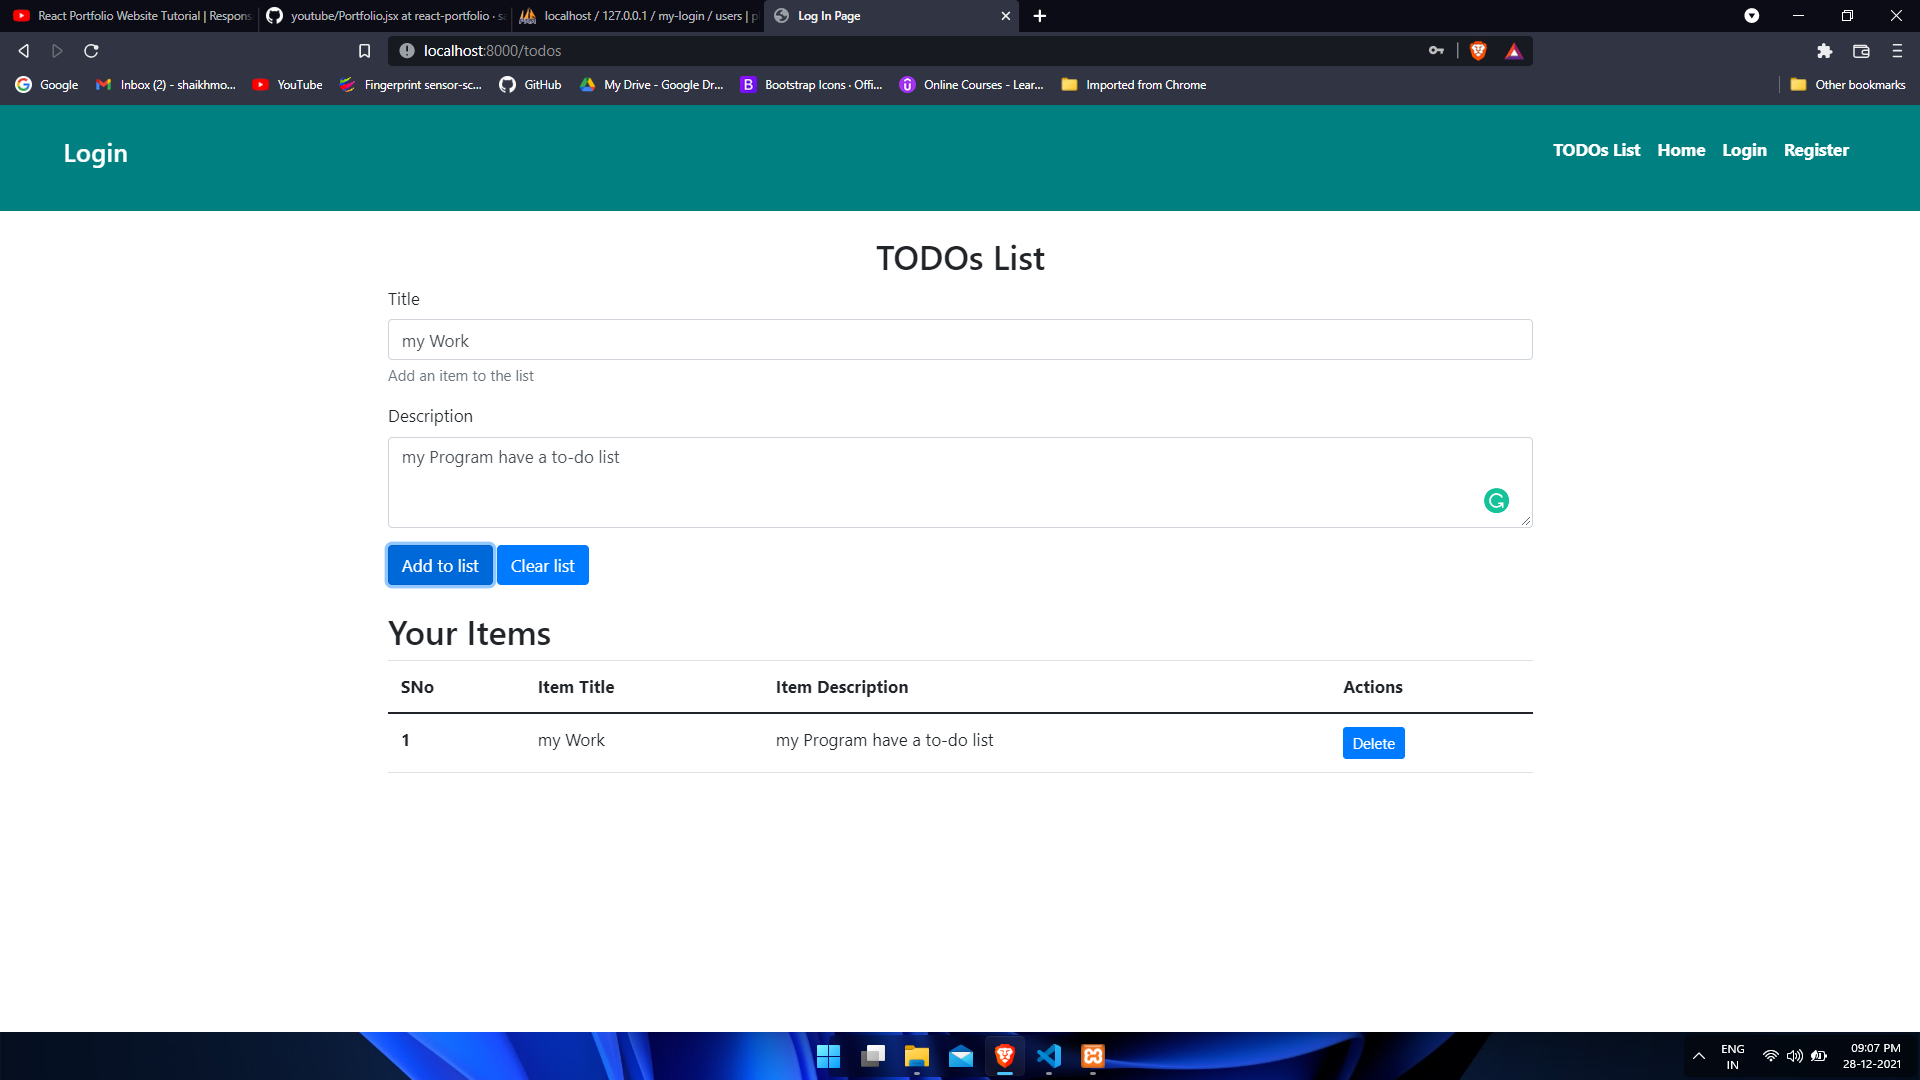 React Portfolio Website Tutorial | Respons
youtube/Portfolio.jsx at react-portfolio · sa
localhost / 127.0.0.1 / my-login / users | p
Log In Page
localhost:8000/todos
Google
Inbox (2) - shaikhmo...
YouTube
Fingerprint sensor-sc...
GitHub
My Drive - Google Dr...
B
Bootstrap Icons · Offi...
Online Courses - Lear...
Imported from Chrome
Other bookmarks
Login
TODOs List
Home
Login
Register
TODOs List
Title
my Work
Add an item to the list
Description
my Program have a to-do list
Add to list
Clear list
Your Items
SNo Item Title Item Description Actions
1 my Work my Program have a to-do list Delete
ENG
IN
09:07 PM
28-12-2021